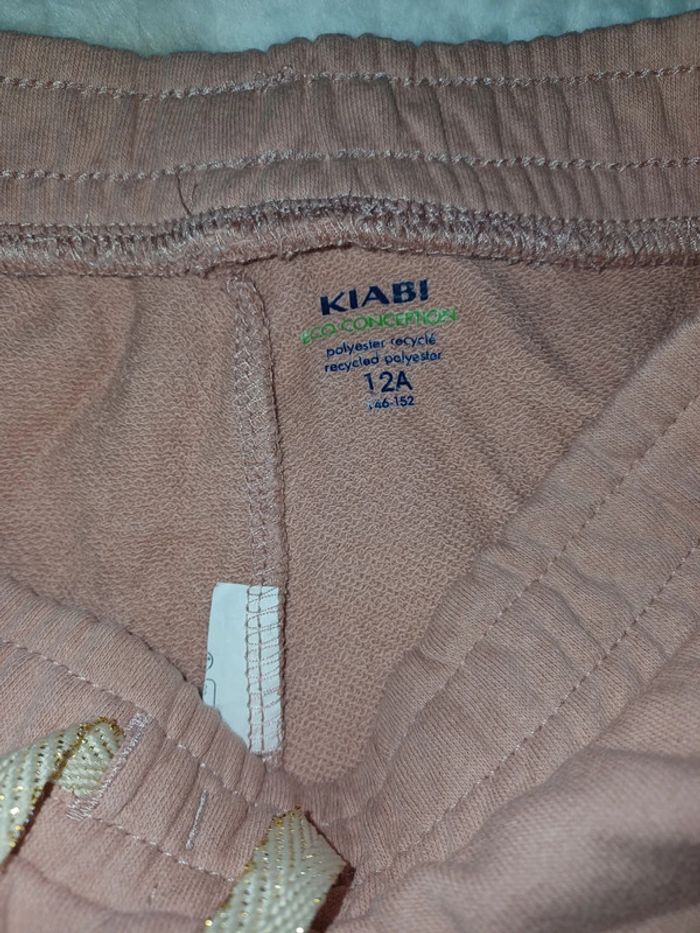 KIABI
ECO CONCEPTION
polyester recyclé
recycled polyester
12A
146-152